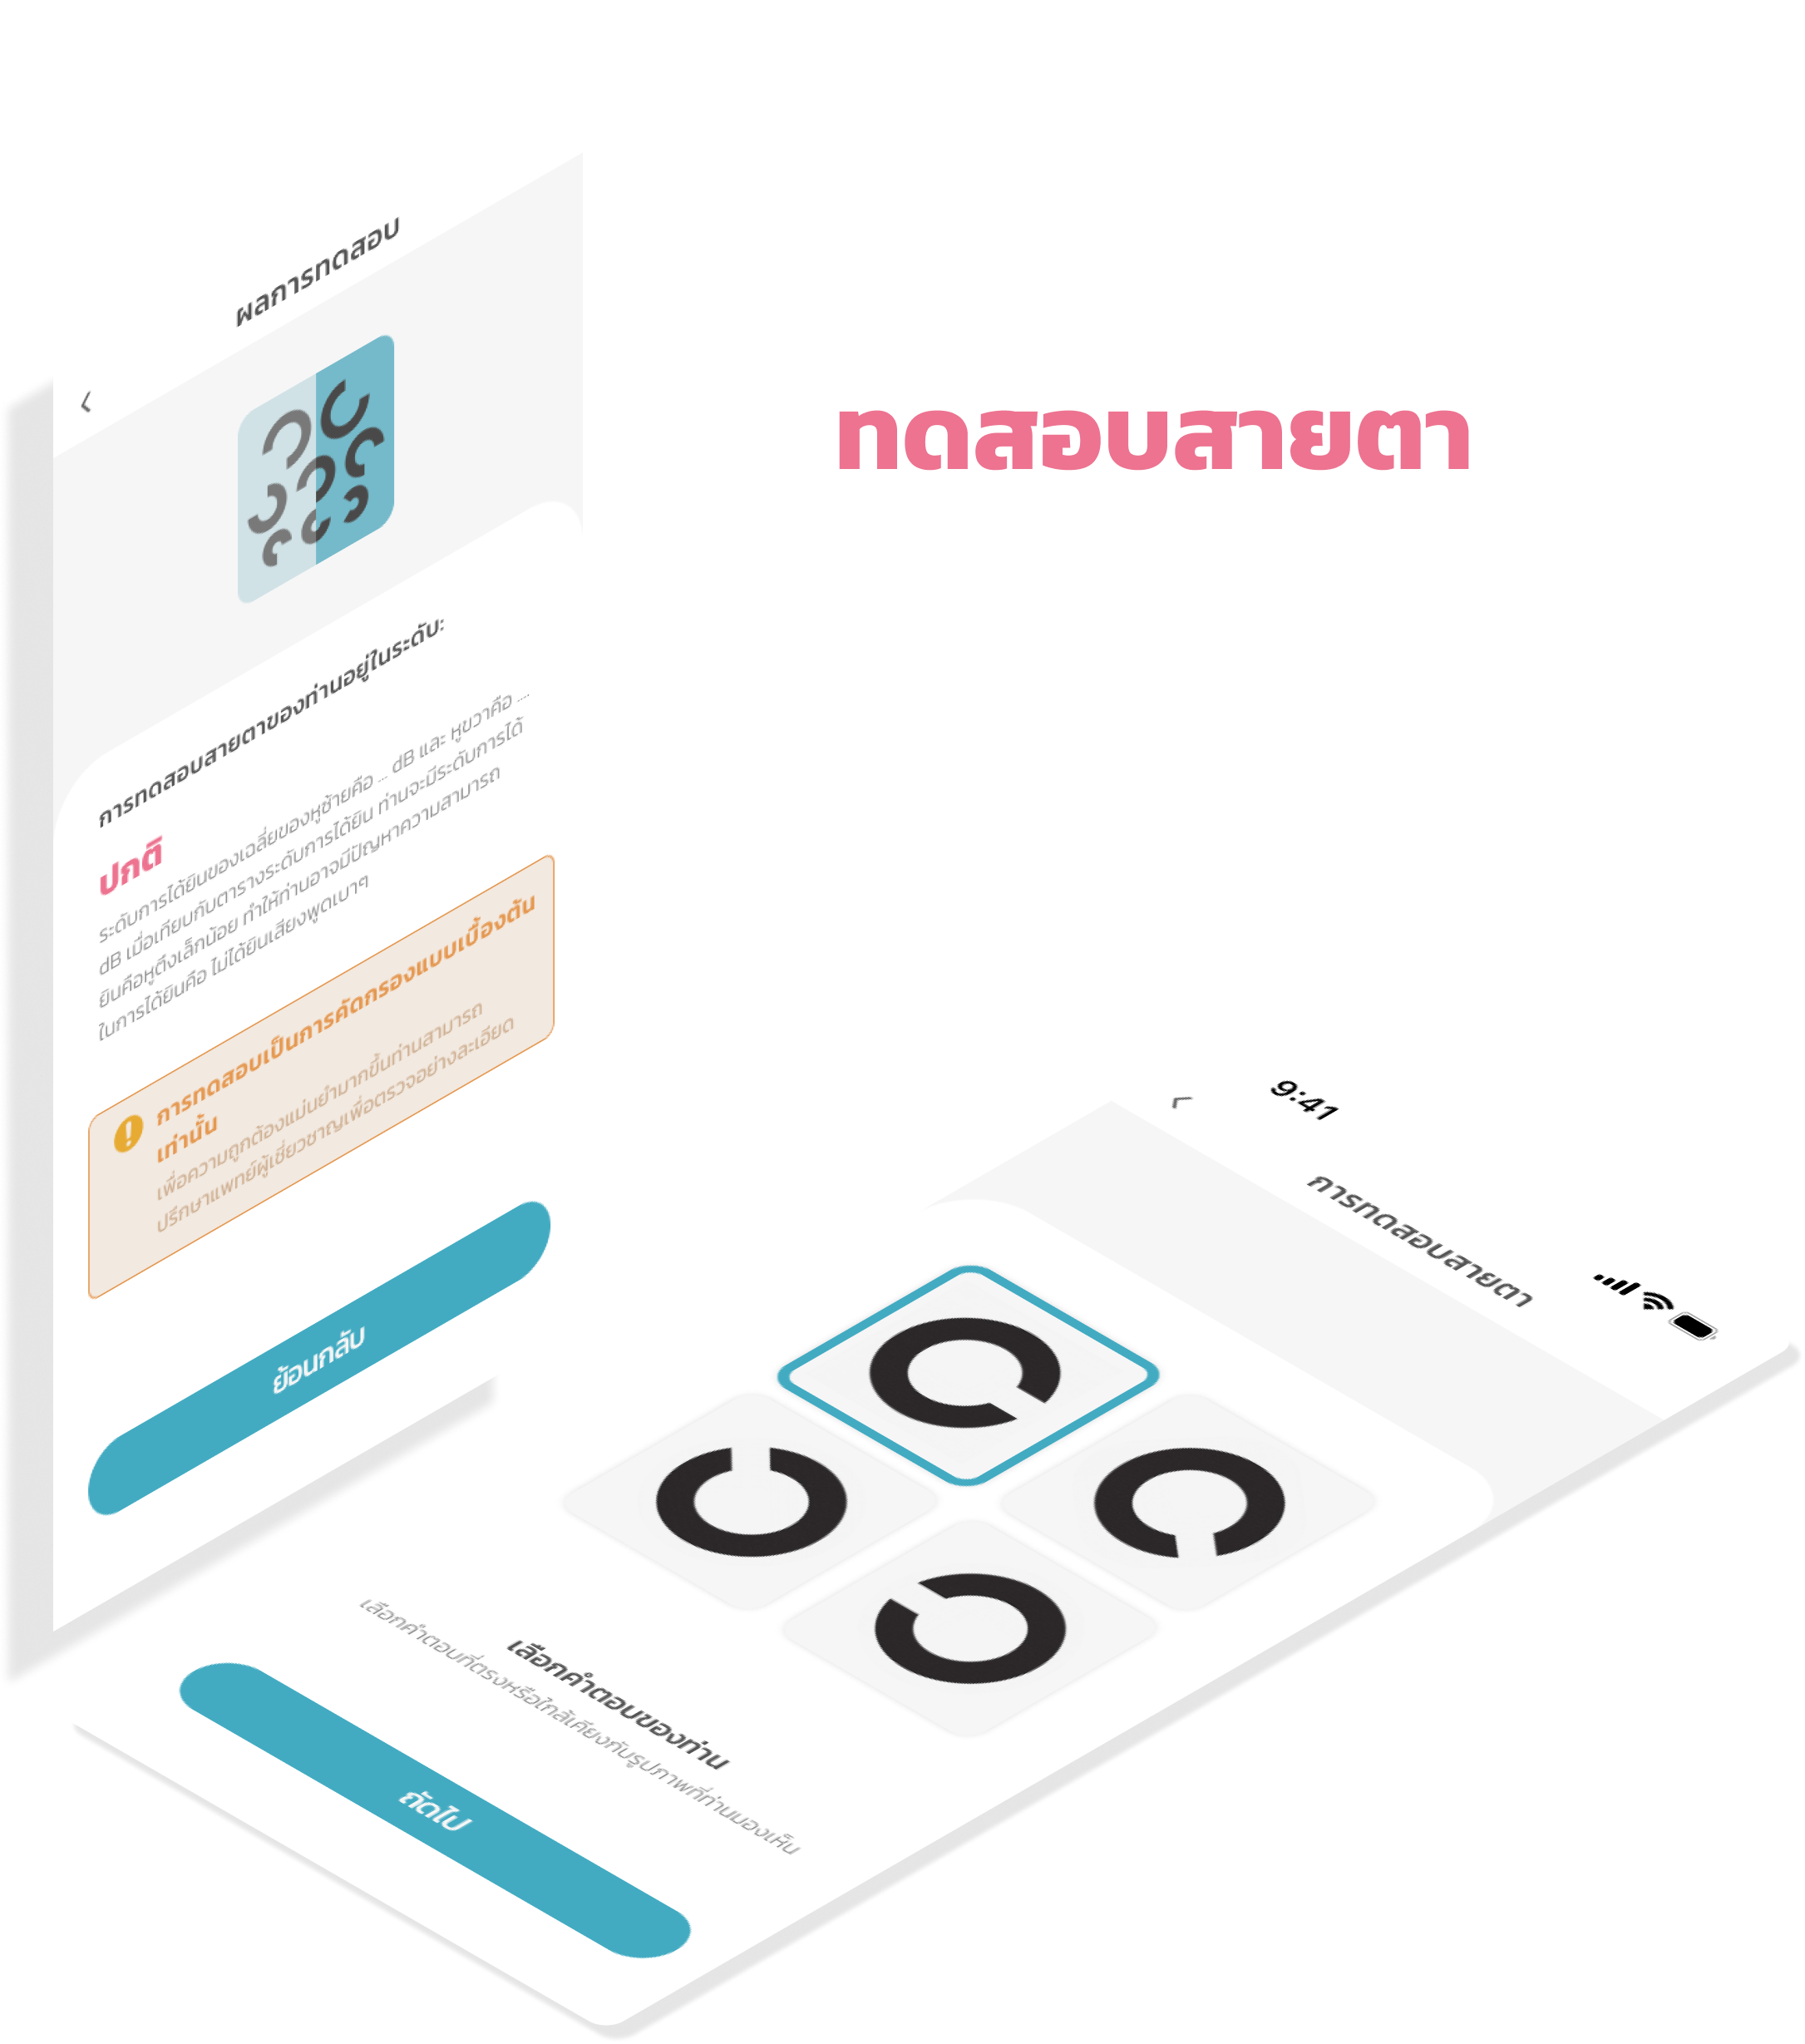 ทดสอบสายตา
ผลการทดสอบ
การทดสอบสายตาของท่านอยู่ในระดับ:
ปกติ
ระดับการได้ยินของเฉลี่ยของหูซ้ายคือ ... dB และ หูขวาคือ ....
dB เมื่อเทียบกับตารางระดับการได้ยิน ท่านจะมีระดับการได้
ยินคือหูตึงเล็กน้อย ทำให้ท่านอาจมีปัญหาความสามารถ
ในการได้ยินคือ ไม่ได้ยินเสียงพูดเบาๆ
การทดสอบเป็นการคัดกรองแบบเบื้องต้น
เท่านั้น
เพื่อความถูกต้องแม่นยำมากขึ้นท่านสามารถ
ปรึกษาแพทย์ผู้เชี่ยวชาญเพื่อตรวจอย่างละเอียด
ย้อนกลับ
9:41
การทดสอบสายตา
เลือกคำตอบของท่าน
เลือกคำตอบที่ตรงหรือใกล้เคียงกับรูปภาพที่ท่านมองเห็น
ถัดไป